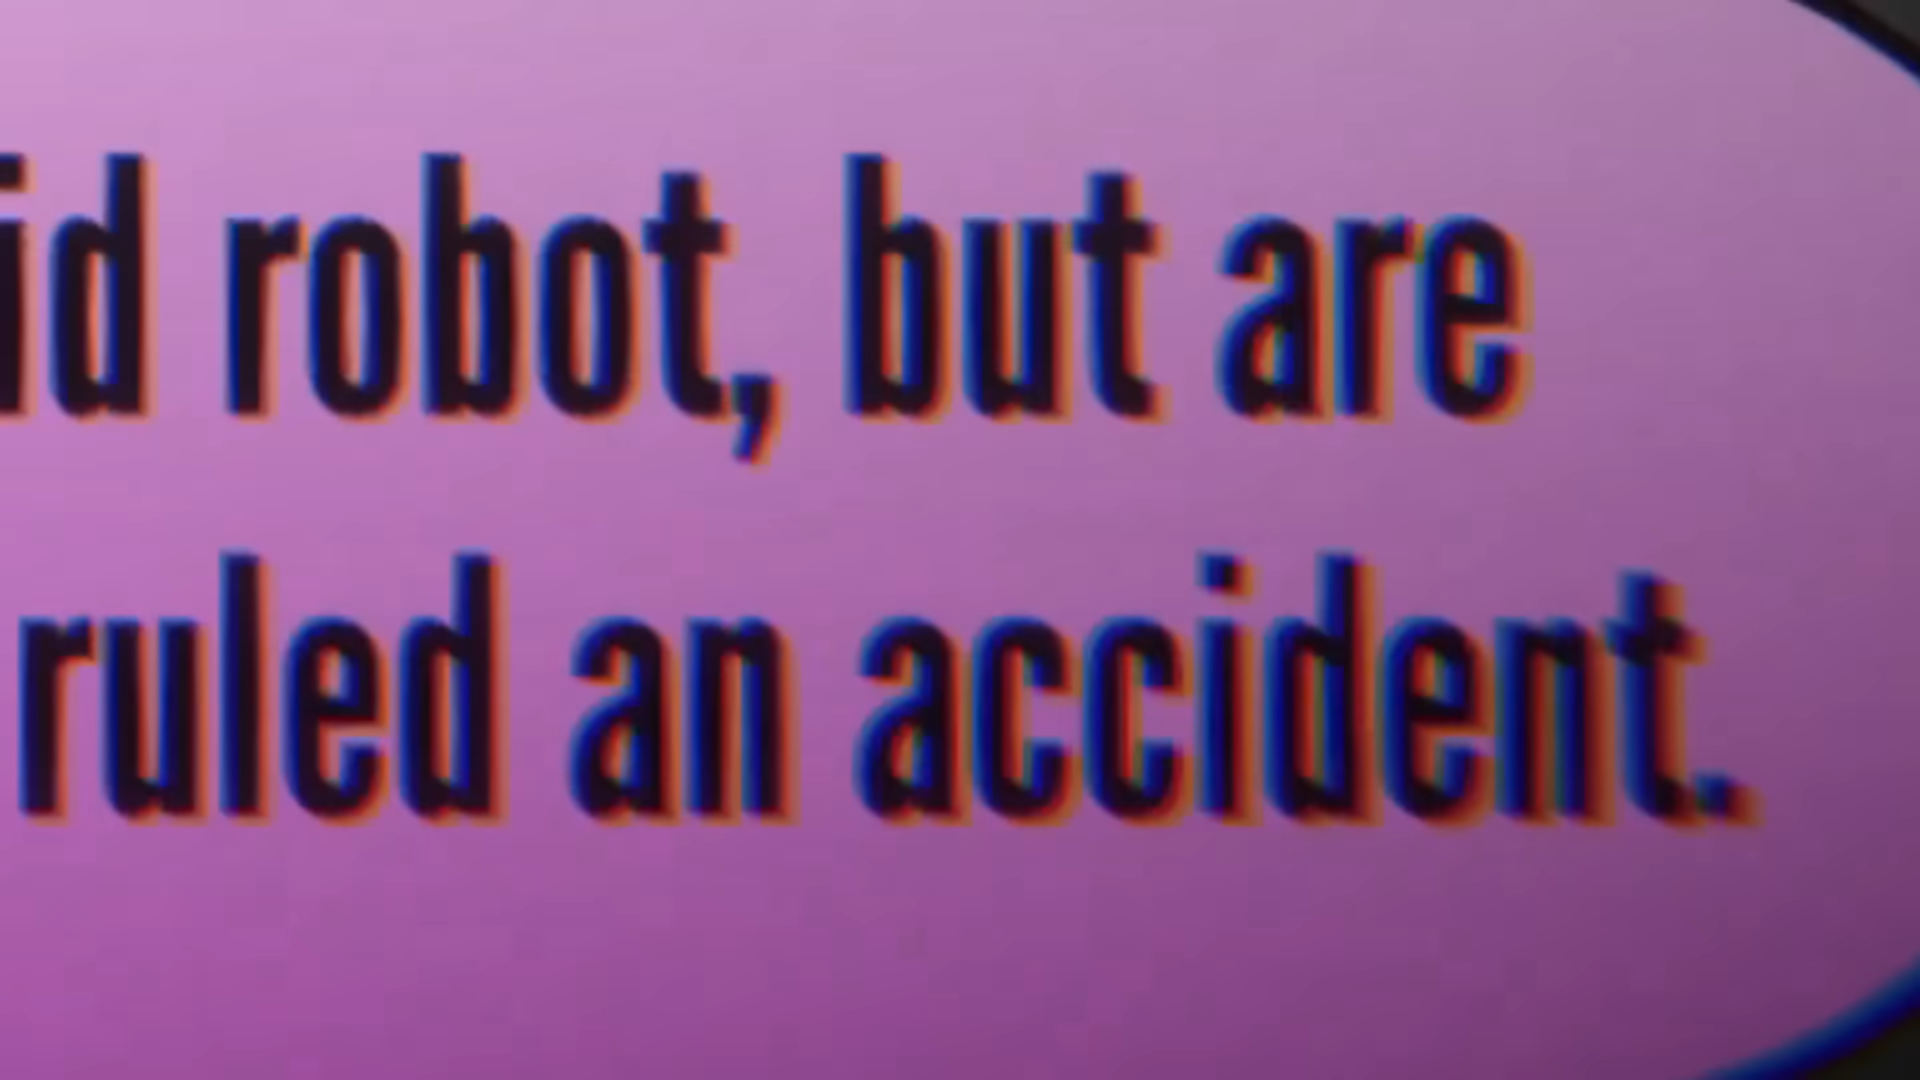 id robot, but are
ruled an accident.